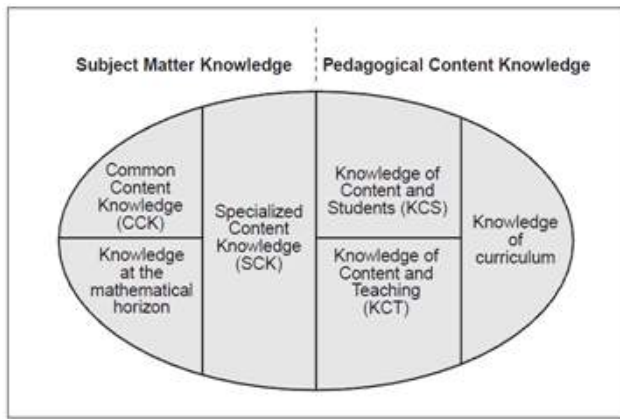 Subject Matter Knowledge
Pedagogical Content Knowledge
Common
Content
Knowledge
(CCK)
Knowledge
at the
mathematical
horizon
Specialized
Content
Knowledge
(SCK)
Knowledge of
Content and
Students (KCS)
Knowledge of
Content and
Teaching
(KCT)
Knowledge
of
curriculum